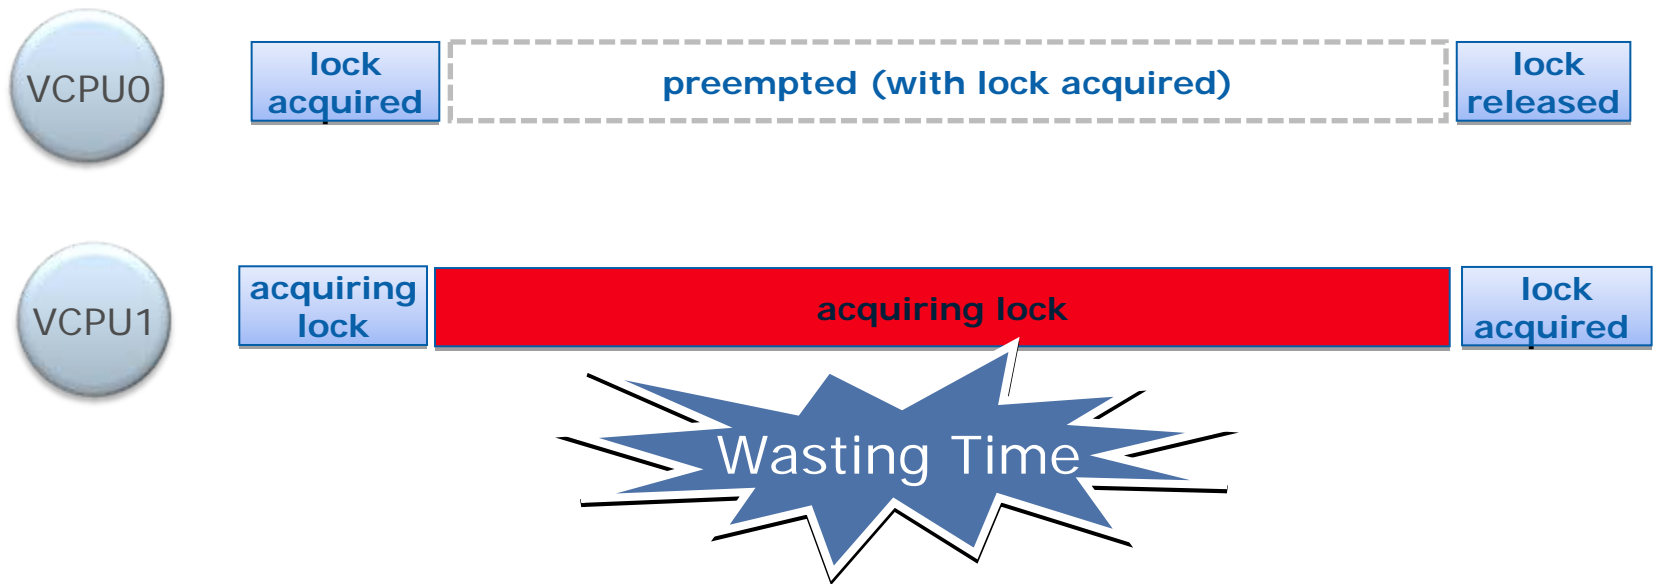 VCPU0
lock
acquired
preempted (with lock acquired)
lock
released
VCPU1
acquiring
lock
acquiring lock
lock
acquired
Wasting Time